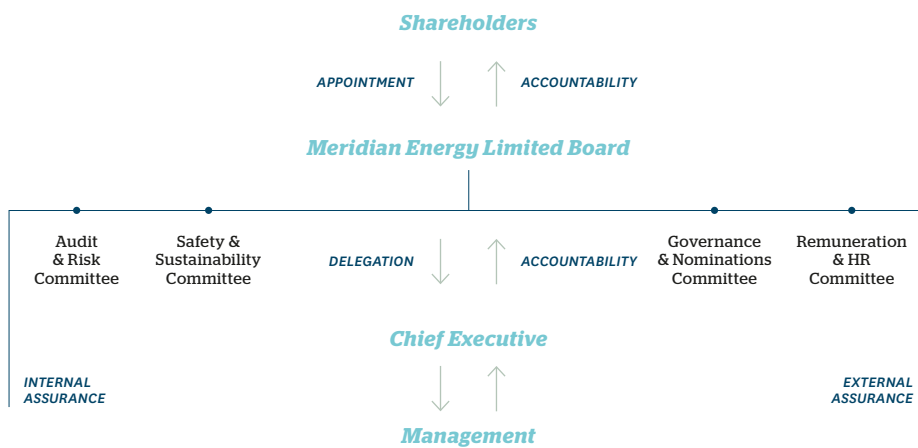 Shareholders
APPOINTMENT
ACCOUNTABILITY
Meridian Energy Limited Board
Audit
& Risk
Committee
Safety &
Sustainability
Committee
DELEGATION
ACCOUNTABILITY
Governance
& Nominations
Committee
Remuneration
& HR
Committee
Chief Executive
INTERNAL
ASSURANCE
EXTERNAL
ASSURANCE
Management